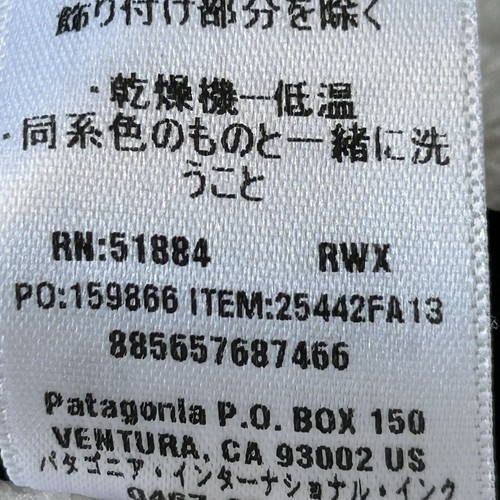 飾り付け部分を除く
・乾燥機ー低温
・同系色のものと一緒に洗
うこと
RN:51884 RWX
PO:159866 ITEM:25442FA13
885657687466
Patagonia P.O. BOX 150
VENTURA, CA 93002 US
パタゴニア・インターナショナル・インク